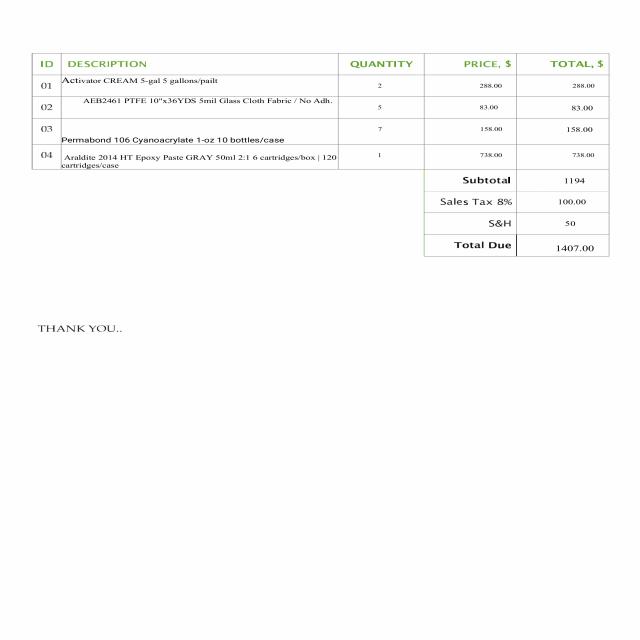 ID DESCRIPTION QUANTITY PRICE, $ TOTAL, $
01 Activator CREAM 5-gal 5 gallons/pailt 2 288.00 288.00
02 AEB2461 PTFE 10"x36YDS 5mil Glass Cloth Fabric / No Adh. 5 83.00 83.00
03 Permabond 106 Cyanoacrylate 1-oz 10 bottles/case 7 158.00 158.00
04 Araldite 2014 HT Epoxy Paste GRAY 50ml 2:1 6 cartridges/box | 120 1 738.00 738.00
cartridges/case
Subtotal 1194
Sales Tax 8% 100.00
S&H 50
Total Due 1407.00
THANK YOU..